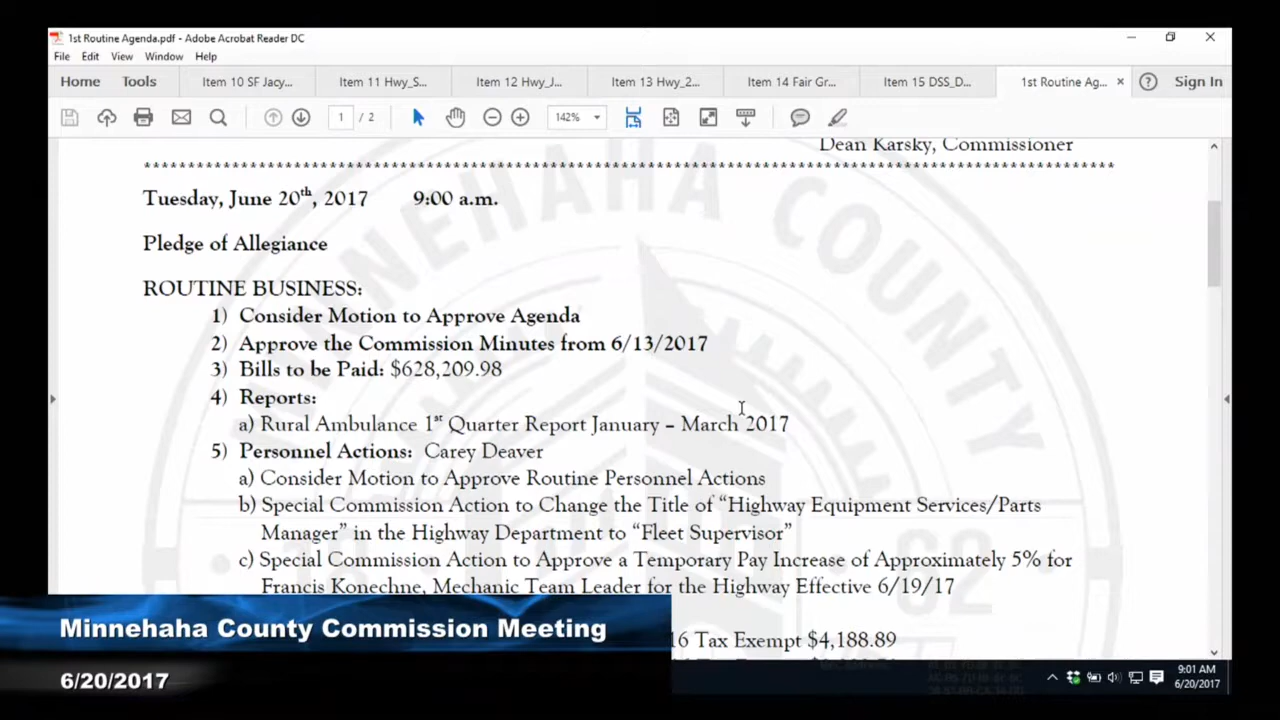 1st Routine Agenda.pdf - Adobe Acrobat Reader DC
File Edit View Window Help
Home Tools Item 10 SF Jacy... Item 11 Hwy_S... Item 12 Hwy_J... Item 13 Hwy_2... Item 14 Fair Gr... Item 15 DSS_D... 1st Routine Ag... × ? Sign In
1 / 2 142%
Dean Karsky, Commissioner
Tuesday, June 20th, 2017 9:00 a.m.
Pledge of Allegiance
ROUTINE BUSINESS:
1) Consider Motion to Approve Agenda
2) Approve the Commission Minutes from 6/13/2017
3) Bills to be Paid: $628,209.98
4) Reports:
a) Rural Ambulance 1st Quarter Report January – March 2017
5) Personnel Actions: Carey Deaver
a) Consider Motion to Approve Routine Personnel Actions
b) Special Commission Action to Change the Title of “Highway Equipment Services/Parts
Manager” in the Highway Department to “Fleet Supervisor”
c) Special Commission Action to Approve a Temporary Pay Increase of Approximately 5% for
Francis Konechne, Mechanic Team Leader for the Highway Effective 6/19/17
16 Tax Exempt $4,188.89
MINNEHAHA COUNTY
Minnehaha County Commission Meeting
6/20/2017
9:01 AM
6/20/2017